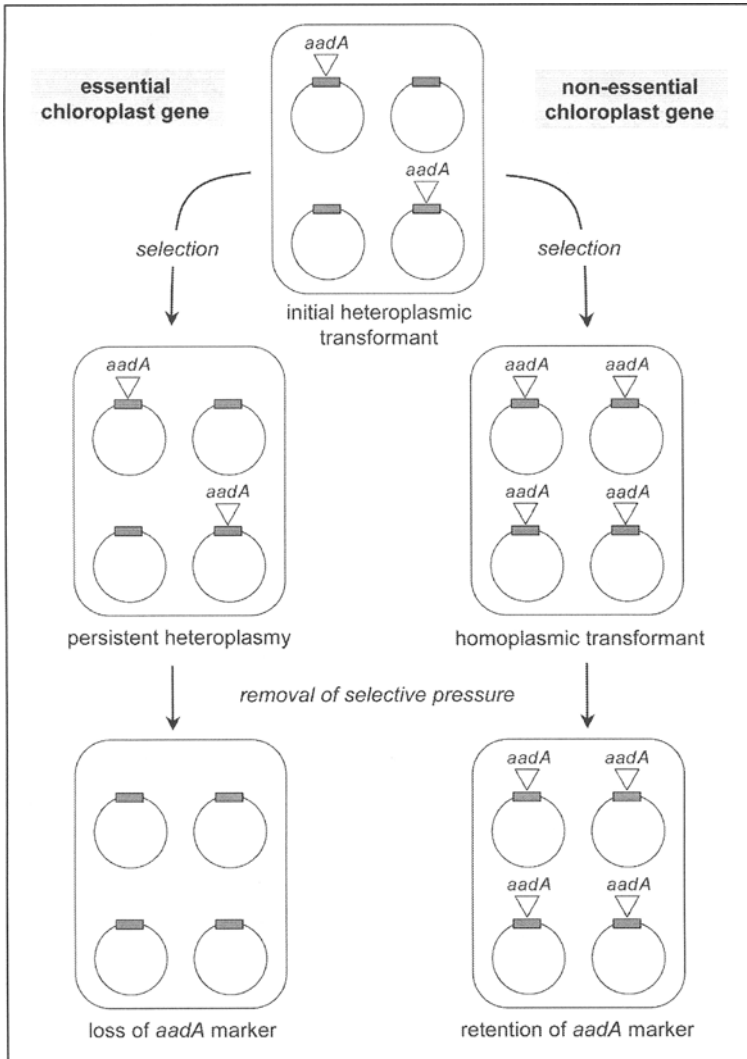 aadA
essential
chloroplast gene
non-essential
chloroplast gene
aadA
selection
selection
initial heteroplasmic
transformant
aadA
aadA
aadA
aadA
aadA
aadA
persistent heteroplasmy
homoplasmic transformant
removal of selective pressure
aadA
aadA
aadA
aadA
loss of aadA marker
retention of aadA marker